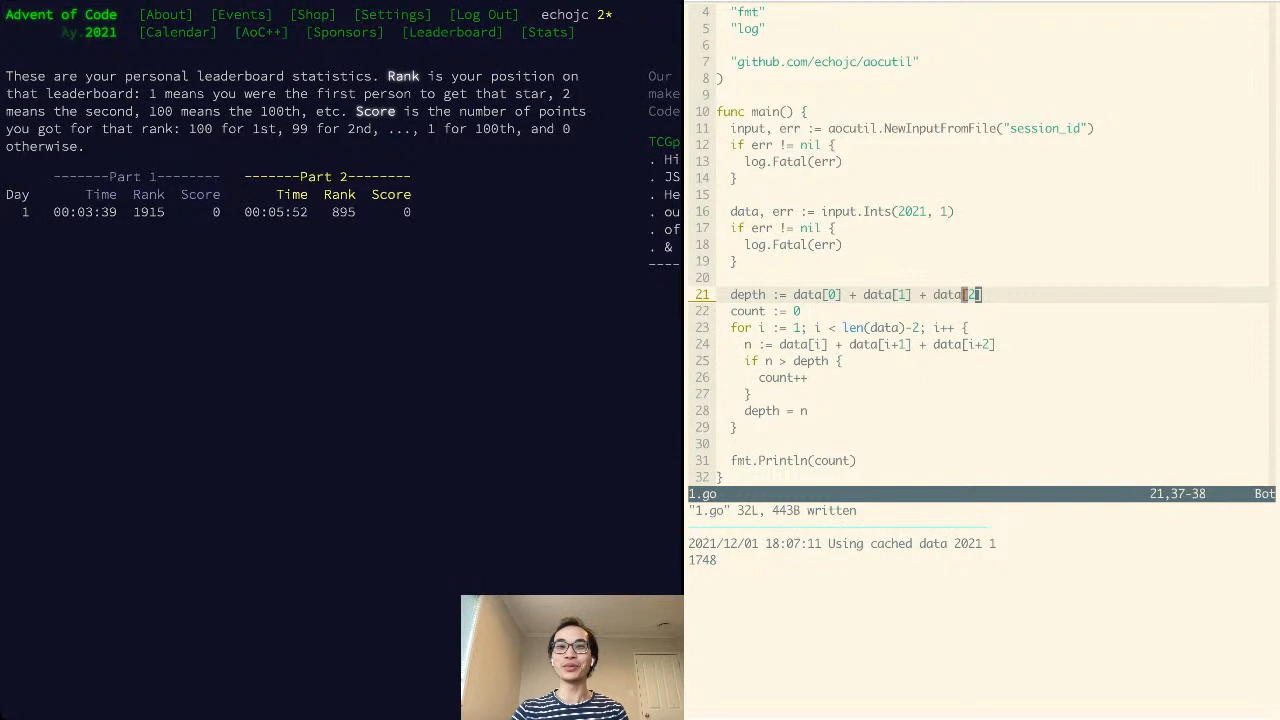 Advent of Code [About] [Events] [Shop] [Settings] [Log Out] echojc 2*
Ay.2021 [Calendar] [AoC++] [Sponsors] [Leaderboard] [Stats]
These are your personal leaderboard statistics. Rank is your position on
that leaderboard: 1 means you were the first person to get that star, 2
means the second, 100 means the 100th, etc. Score is the number of points
you got for that rank: 100 for 1st, 99 for 2nd, ..., 1 for 100th, and 0
otherwise.
-------Part 1-------- -------Part 2--------
Day Time Rank Score Time Rank Score
1 00:03:39 1915 0 00:05:52 895 0
Our
make
Code
TCGp
. Hi
. JS
. He
. ou
. of
. &
----
4 "fmt"
5 "log"
6
7 "github.com/echojc/aocutil"
8 )
9
10 func main() {
11 input, err := aocutil.NewInputFromFile("session_id")
12 if err != nil {
13 log.Fatal(err)
14 }
15
16 data, err := input.Ints(2021, 1)
17 if err != nil {
18 log.Fatal(err)
19 }
20
21 depth := data[0] + data[1] + data[2]
22 count := 0
23 for i := 1; i < len(data)-2; i++ {
24 n := data[i] + data[i+1] + data[i+2]
25 if n > depth {
26 count++
27 }
28 depth = n
29 }
30
31 fmt.Println(count)
32 }
1.go 21,37-38 Bot
"1.go" 32L, 443B written
2021/12/01 18:07:11 Using cached data 2021 1
1748